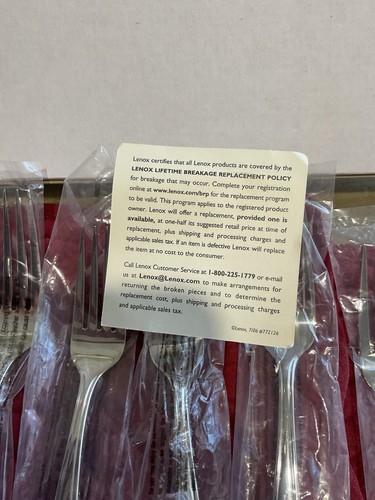 Lenox certifies that all Lenox products are covered by the
LENOX LIFETIME BREAKAGE REPLACEMENT POLICY
for breakage that may occur. Complete your registration
online at www.lenox.com/brp for the replacement program
to be valid. This program applies to the registered product
owner. Lenox will offer a replacement, provided one is
available, at one-half its suggested retail price at time of
replacement, plus shipping and processing charges and
applicable sales tax. If an item is defective Lenox will replace
the item at no cost to the consumer.
Call Lenox Customer Service at 1-800-225-1779 or e-mail
us at Lenox@Lenox.com to make arrangements for
returning the broken pieces and to determine the
replacement cost, plus shipping and processing charges
and applicable sales tax.
©Lenox, 7/06 #772126